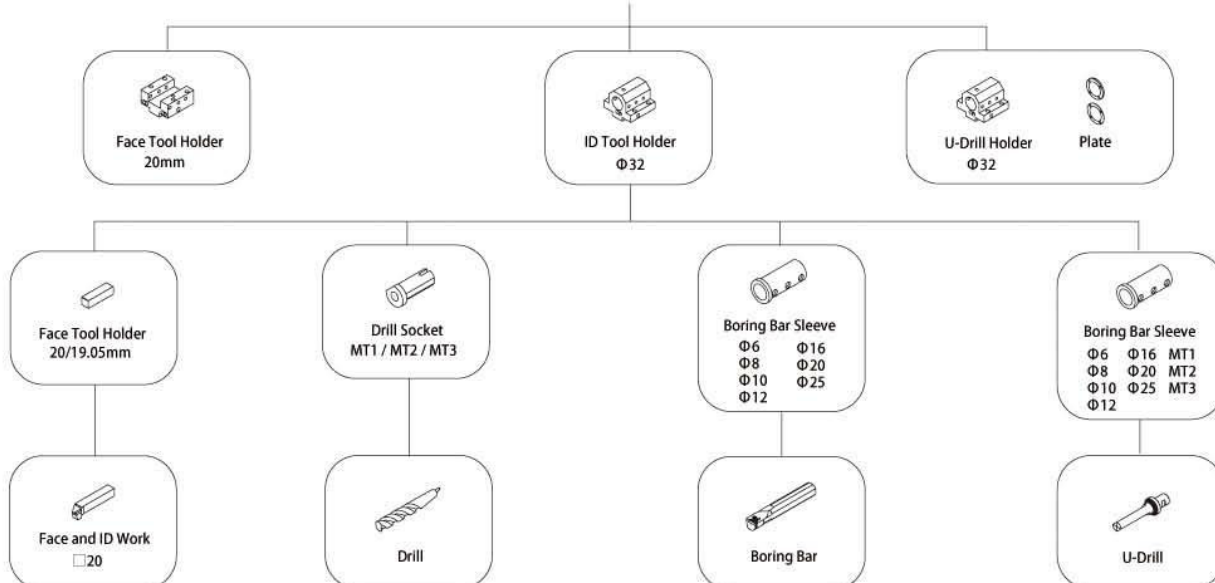 Face Tool Holder
20mm
ID Tool Holder
Φ32
U-Drill Holder
Φ32
Plate
Face Tool Holder
20/19.05mm
Drill Socket
MT1 / MT2 / MT3
Boring Bar Sleeve
Φ6 Φ16
Φ8 Φ20
Φ10 Φ25
Φ12
Boring Bar Sleeve
Φ6 Φ16 MT1
Φ8 Φ20 MT2
Φ10 Φ25 MT3
Φ12
Face and ID Work
□20
Drill
Boring Bar
U-Drill